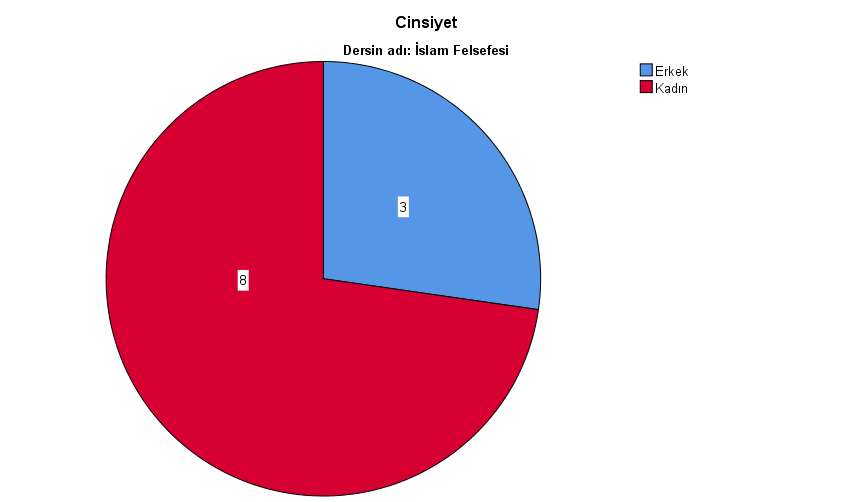 Cinsiyet
Dersin adı: İslam Felsefesi
Erkek
Kadın
3
8